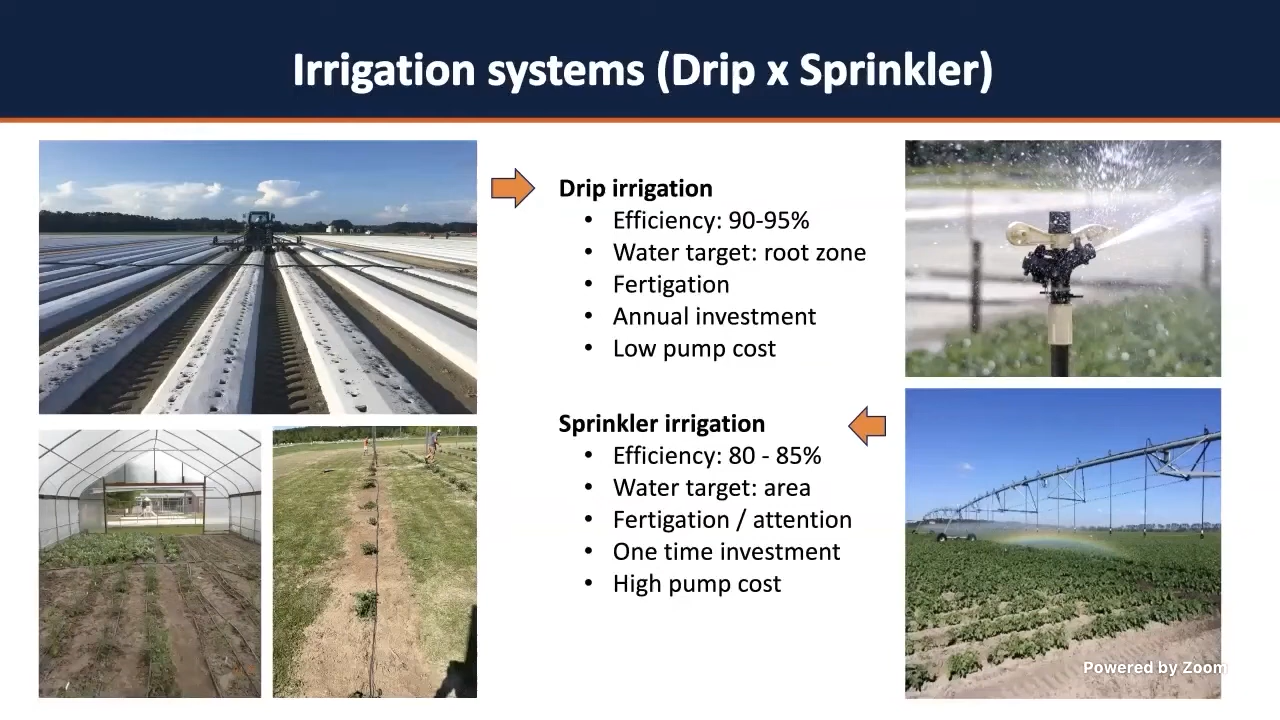 Irrigation systems (Drip x Sprinkler)
Drip irrigation
• Efficiency: 90-95%
• Water target: root zone
• Fertigation
• Annual investment
• Low pump cost
Sprinkler irrigation
• Efficiency: 80 - 85%
• Water target: area
• Fertigation / attention
• One time investment
• High pump cost
Powered by Zoom